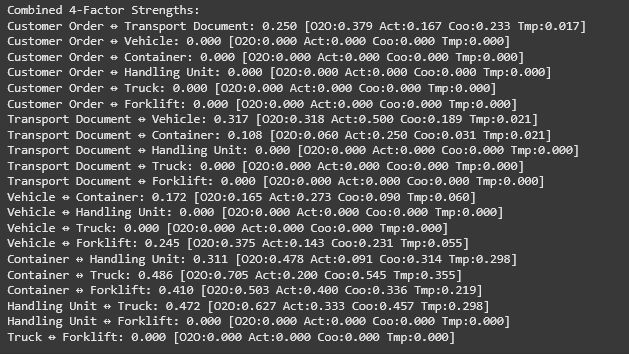 Combined 4-Factor Strengths:
Customer Order ↔ Transport Document: 0.250 [O2O:0.379 Act:0.167 Coo:0.233 Tmp:0.017]
Customer Order ↔ Vehicle: 0.000 [O2O:0.000 Act:0.000 Coo:0.000 Tmp:0.000]
Customer Order ↔ Container: 0.000 [O2O:0.000 Act:0.000 Coo:0.000 Tmp:0.000]
Customer Order ↔ Handling Unit: 0.000 [O2O:0.000 Act:0.000 Coo:0.000 Tmp:0.000]
Customer Order ↔ Truck: 0.000 [O2O:0.000 Act:0.000 Coo:0.000 Tmp:0.000]
Customer Order ↔ Forklift: 0.000 [O2O:0.000 Act:0.000 Coo:0.000 Tmp:0.000]
Transport Document ↔ Vehicle: 0.317 [O2O:0.318 Act:0.500 Coo:0.189 Tmp:0.021]
Transport Document ↔ Container: 0.108 [O2O:0.060 Act:0.250 Coo:0.031 Tmp:0.021]
Transport Document ↔ Handling Unit: 0.000 [O2O:0.000 Act:0.000 Coo:0.000 Tmp:0.000]
Transport Document ↔ Truck: 0.000 [O2O:0.000 Act:0.000 Coo:0.000 Tmp:0.000]
Transport Document ↔ Forklift: 0.000 [O2O:0.000 Act:0.000 Coo:0.000 Tmp:0.000]
Vehicle ↔ Container: 0.172 [O2O:0.165 Act:0.273 Coo:0.090 Tmp:0.060]
Vehicle ↔ Handling Unit: 0.000 [O2O:0.000 Act:0.000 Coo:0.000 Tmp:0.000]
Vehicle ↔ Truck: 0.000 [O2O:0.000 Act:0.000 Coo:0.000 Tmp:0.000]
Vehicle ↔ Forklift: 0.245 [O2O:0.375 Act:0.143 Coo:0.231 Tmp:0.055]
Container ↔ Handling Unit: 0.311 [O2O:0.478 Act:0.091 Coo:0.314 Tmp:0.298]
Container ↔ Truck: 0.486 [O2O:0.705 Act:0.200 Coo:0.545 Tmp:0.355]
Container ↔ Forklift: 0.410 [O2O:0.503 Act:0.400 Coo:0.336 Tmp:0.219]
Handling Unit ↔ Truck: 0.472 [O2O:0.627 Act:0.333 Coo:0.457 Tmp:0.298]
Handling Unit ↔ Forklift: 0.000 [O2O:0.000 Act:0.000 Coo:0.000 Tmp:0.000]
Truck ↔ Forklift: 0.000 [O2O:0.000 Act:0.000 Coo:0.000 Tmp:0.000]